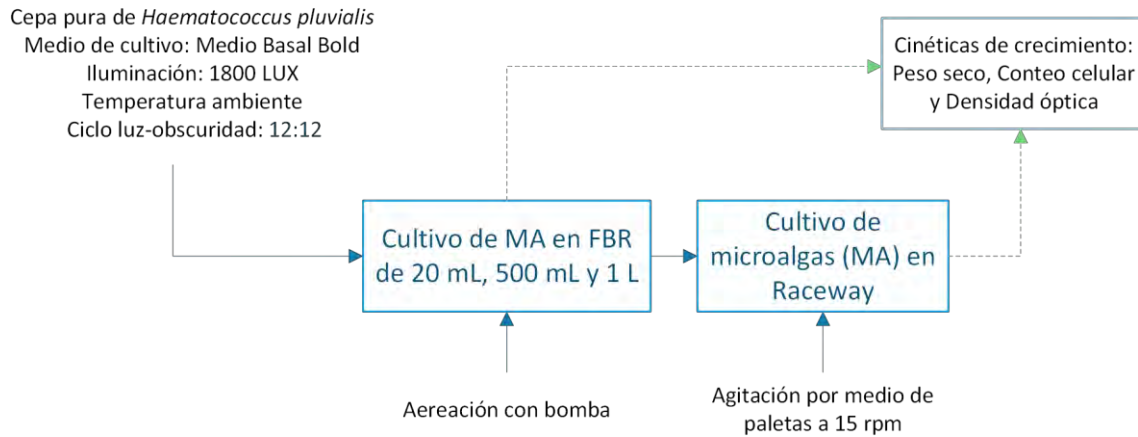 Cepa pura de Haematococcus pluvialis
Medio de cultivo: Medio Basal Bold
Iluminación: 1800 LUX
Temperatura ambiente
Ciclo luz-obscuridad: 12:12
Cinéticas de crecimiento:
Peso seco, Conteo celular
y Densidad óptica
Cultivo de MA en FBR
de 20 mL, 500 mL y 1 L
Cultivo de
microalgas (MA) en
Raceway
Aereación con bomba
Agitación por medio de
paletas a 15 rpm